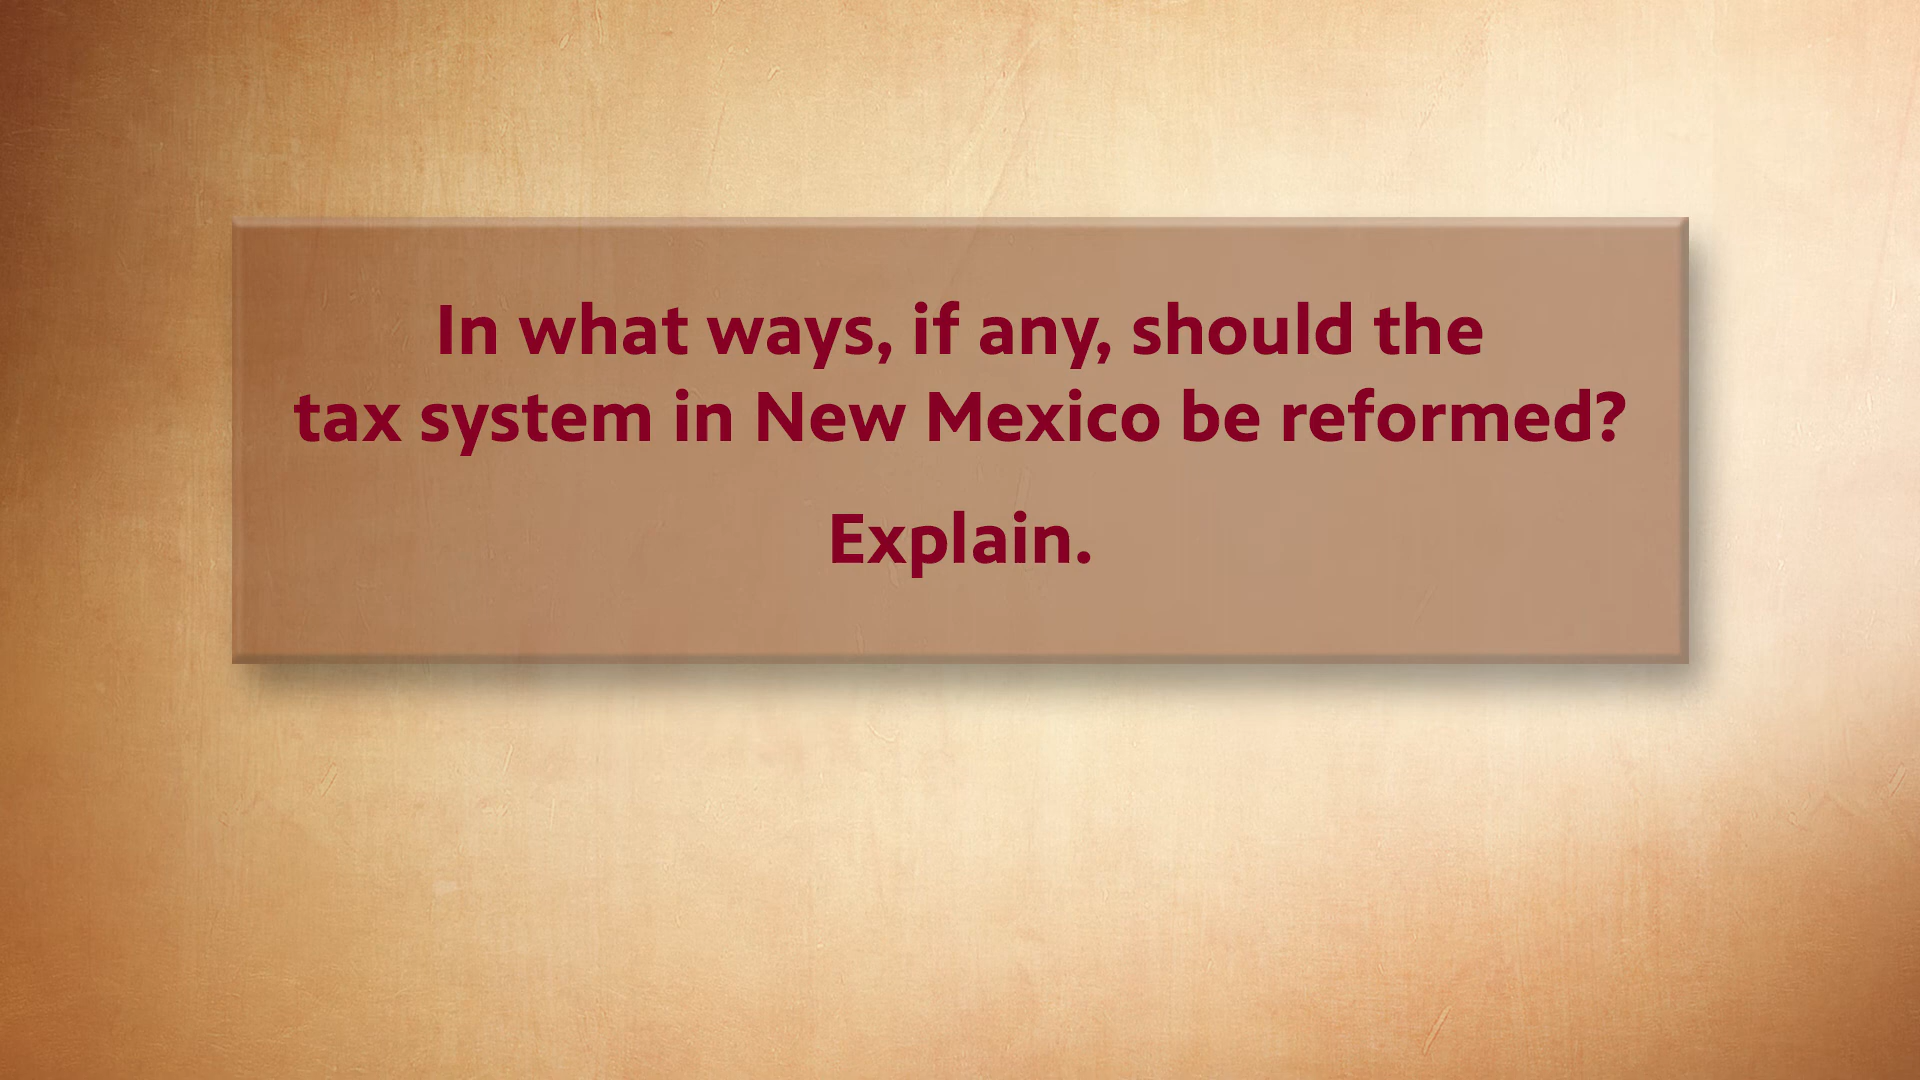 In what ways, if any, should the
tax system in New Mexico be reformed?
Explain.